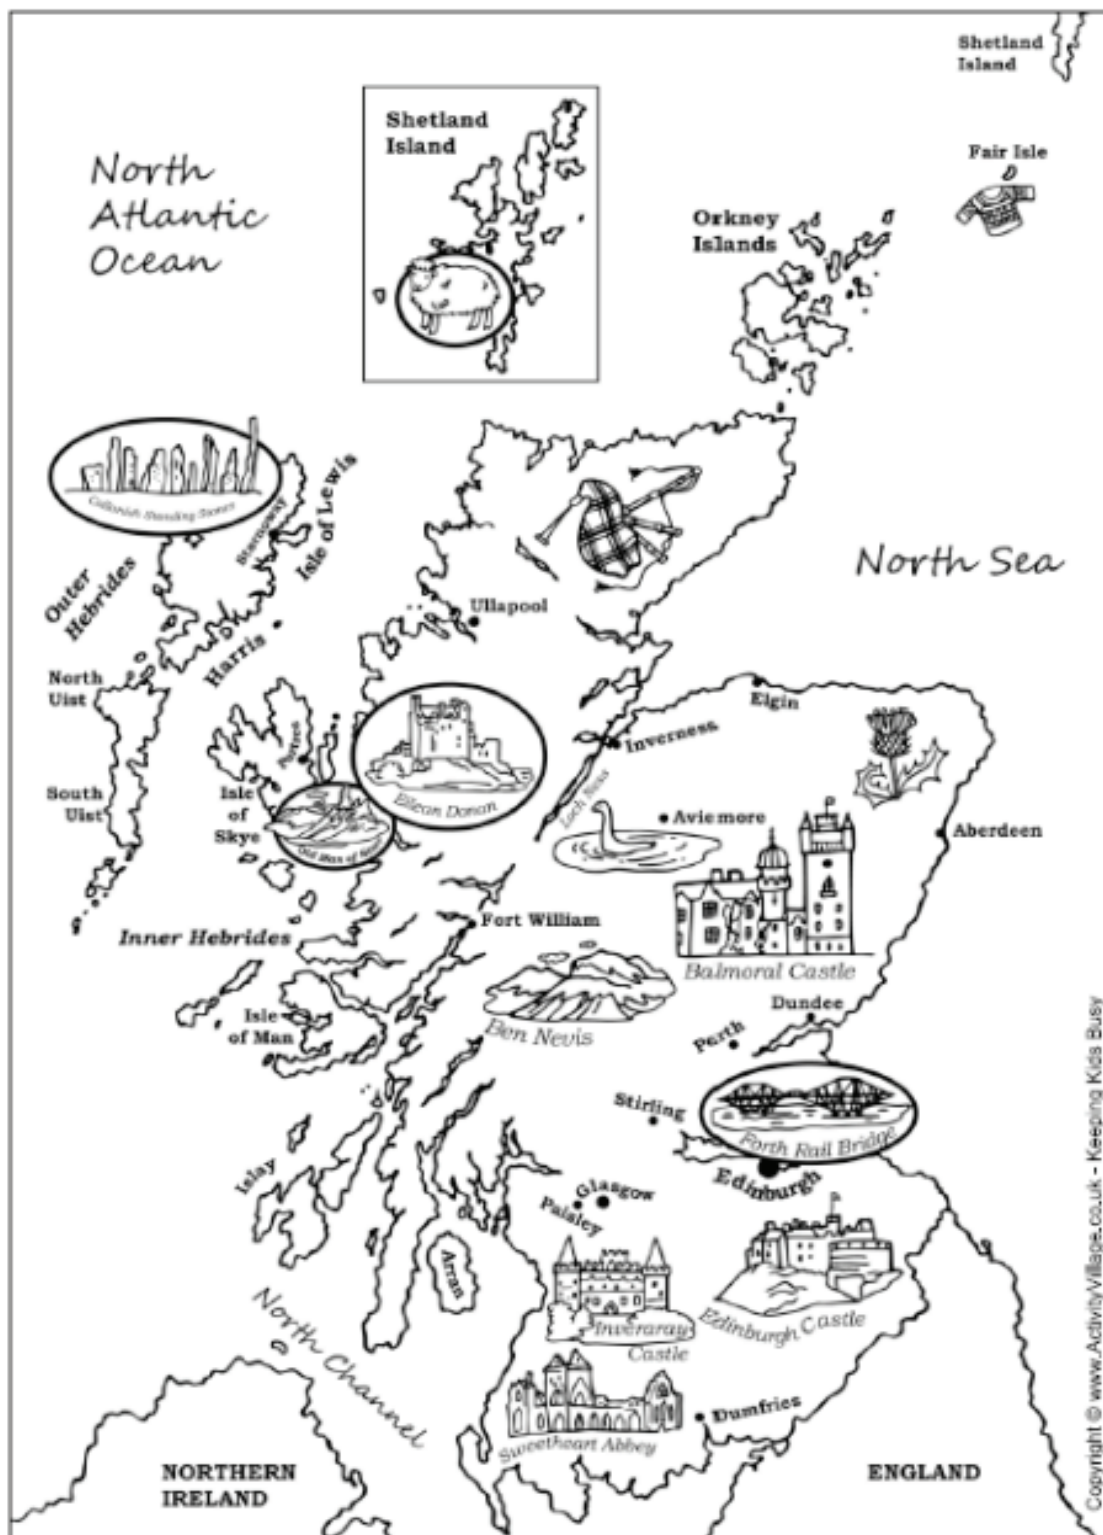 Shetland
Island
Shetland
Island
North
Atlantic
Ocean
Fair Isle
Orkney
Islands
Callanish Standing Stones
Stornoway
Isle of Lewis
Outer
Hebrides
North Sea
Ullapool
Harris
North
Uist
Elgin
Portree
Inverness
Eilean Donan
Loch Ness
South
Uist
Isle
of
Skye
Old Man of Storr
Aviemore
Aberdeen
Fort William
Inner Hebrides
Balmoral Castle
Isle
of Man
Ben Nevis
Dundee
Perth
Stirling
Forth Rail Bridge
Edinburgh
Islay
Glasgow
Paisley
Arran
North Channel
Inveraray
Castle
Edinburgh Castle
Dumfries
Sweetheart Abbey
NORTHERN
IRELAND
ENGLAND
Copyright © www.ActivityVillage.co.uk - Keeping Kids Busy